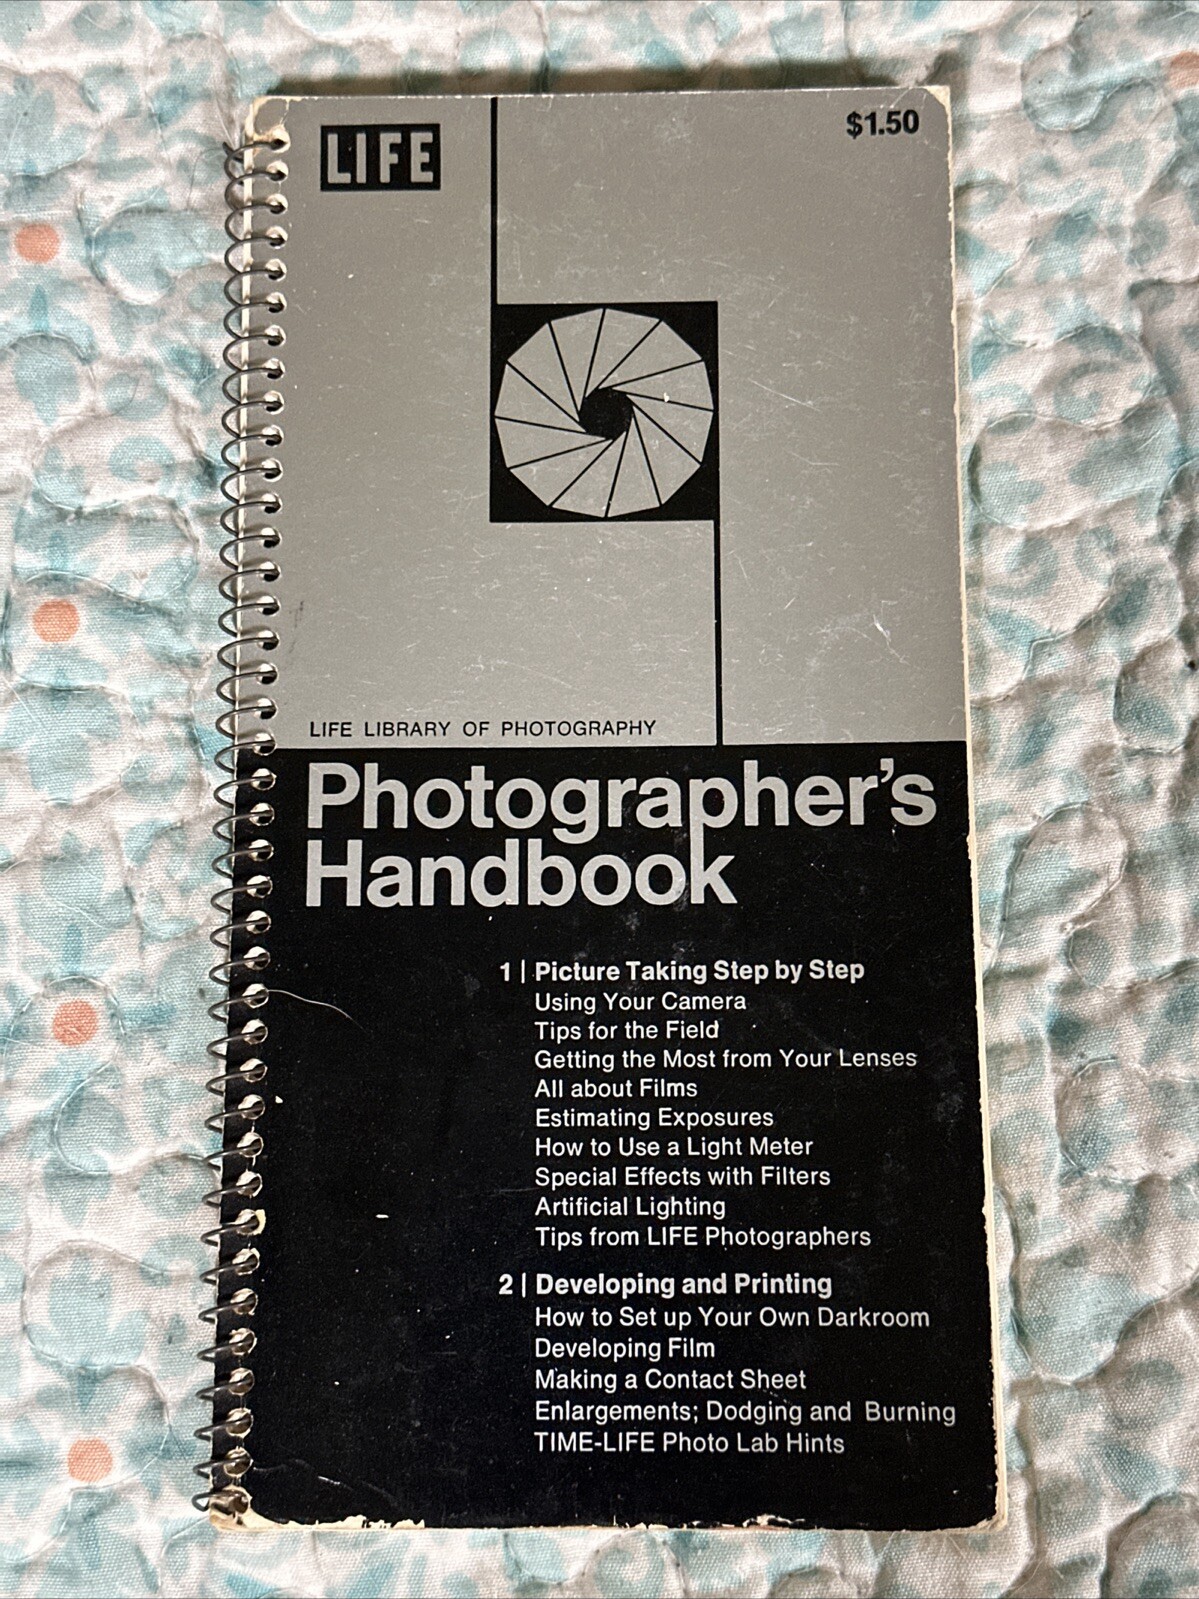 LIFE
$1.50
LIFE LIBRARY OF PHOTOGRAPHY
Photographer's
Handbook
1 | Picture Taking Step by Step
Using Your Camera
Tips for the Field
Getting the Most from Your Lenses
All about Films
Estimating Exposures
How to Use a Light Meter
Special Effects with Filters
Artificial Lighting
Tips from LIFE Photographers
2 | Developing and Printing
How to Set up Your Own Darkroom
Developing Film
Making a Contact Sheet
Enlargements; Dodging and Burning
TIME-LIFE Photo Lab Hints